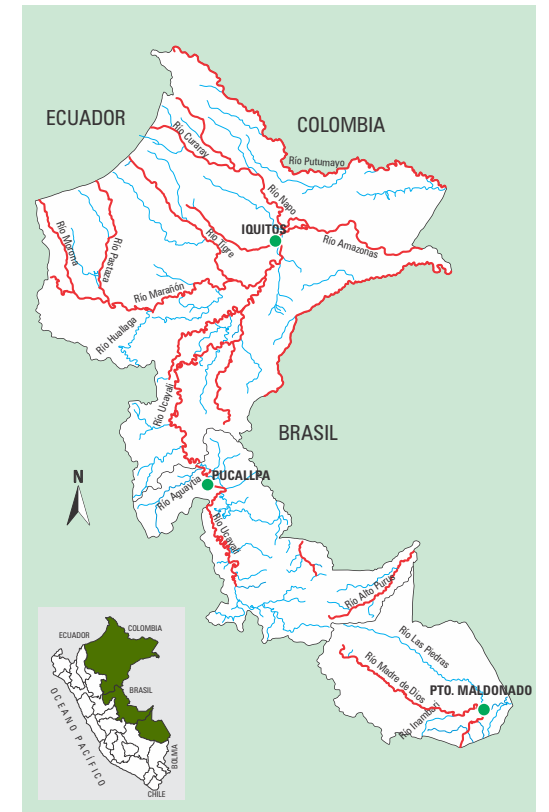 ECUADOR
COLOMBIA
Río Curaray
Río Putumayo
Río Napo
IQUITOS
Río Amazonas
Río Morona
Río Pastaza
Río Tigre
Río Marañón
Río Huallaga
Río Ucayali
BRASIL
N
PUCALLPA
Río Aguaytía
Río Ucayali
Río Alto Purus
Río Las Piedras
Río Madre de Dios
PTO. MALDONADO
Río Inambari
COLOMBIA
ECUADOR
BRASIL
OCEANO PACÍFICO
BOLIVIA
CHILE